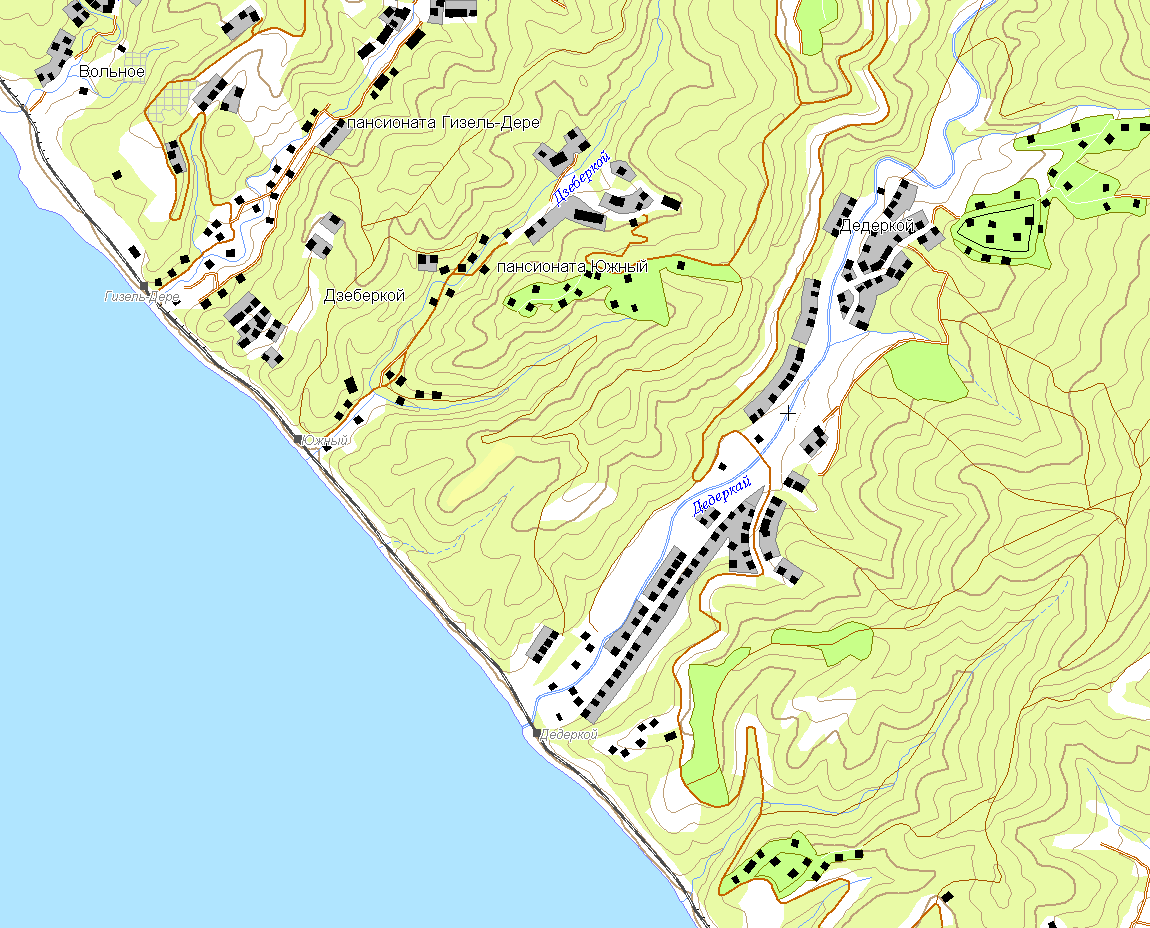 Вольное
пансионата Гизель-Дере
Дзеберкой
Дедеркой
пансионата Южный
Гизель-Дере
Дзеберкой
Южный
Дедеркай
Дедеркой